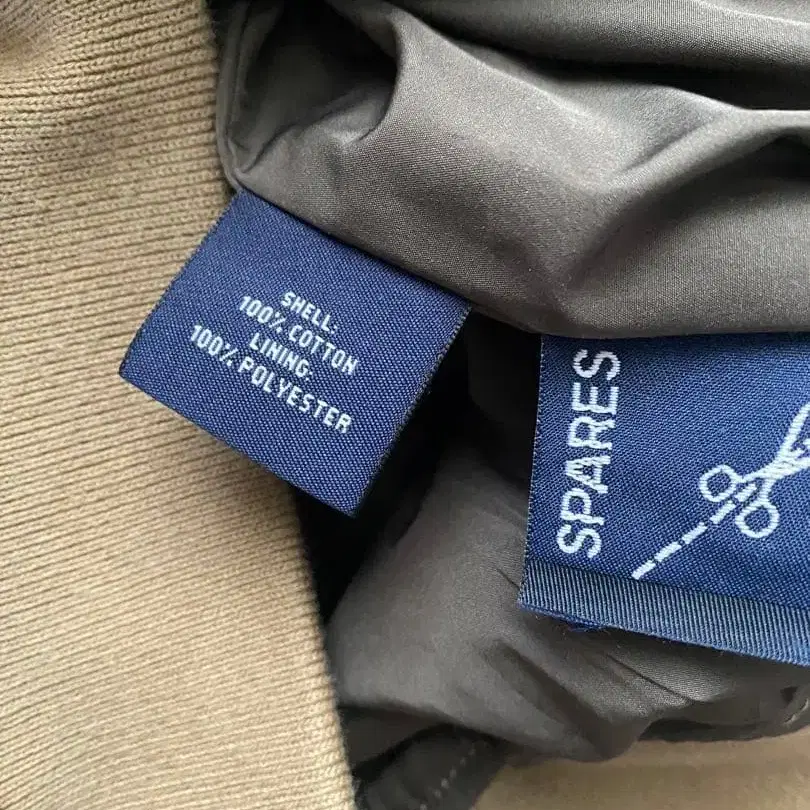 SHELL:
100% COTTON
LINING:
100% POLYESTER
SPARES